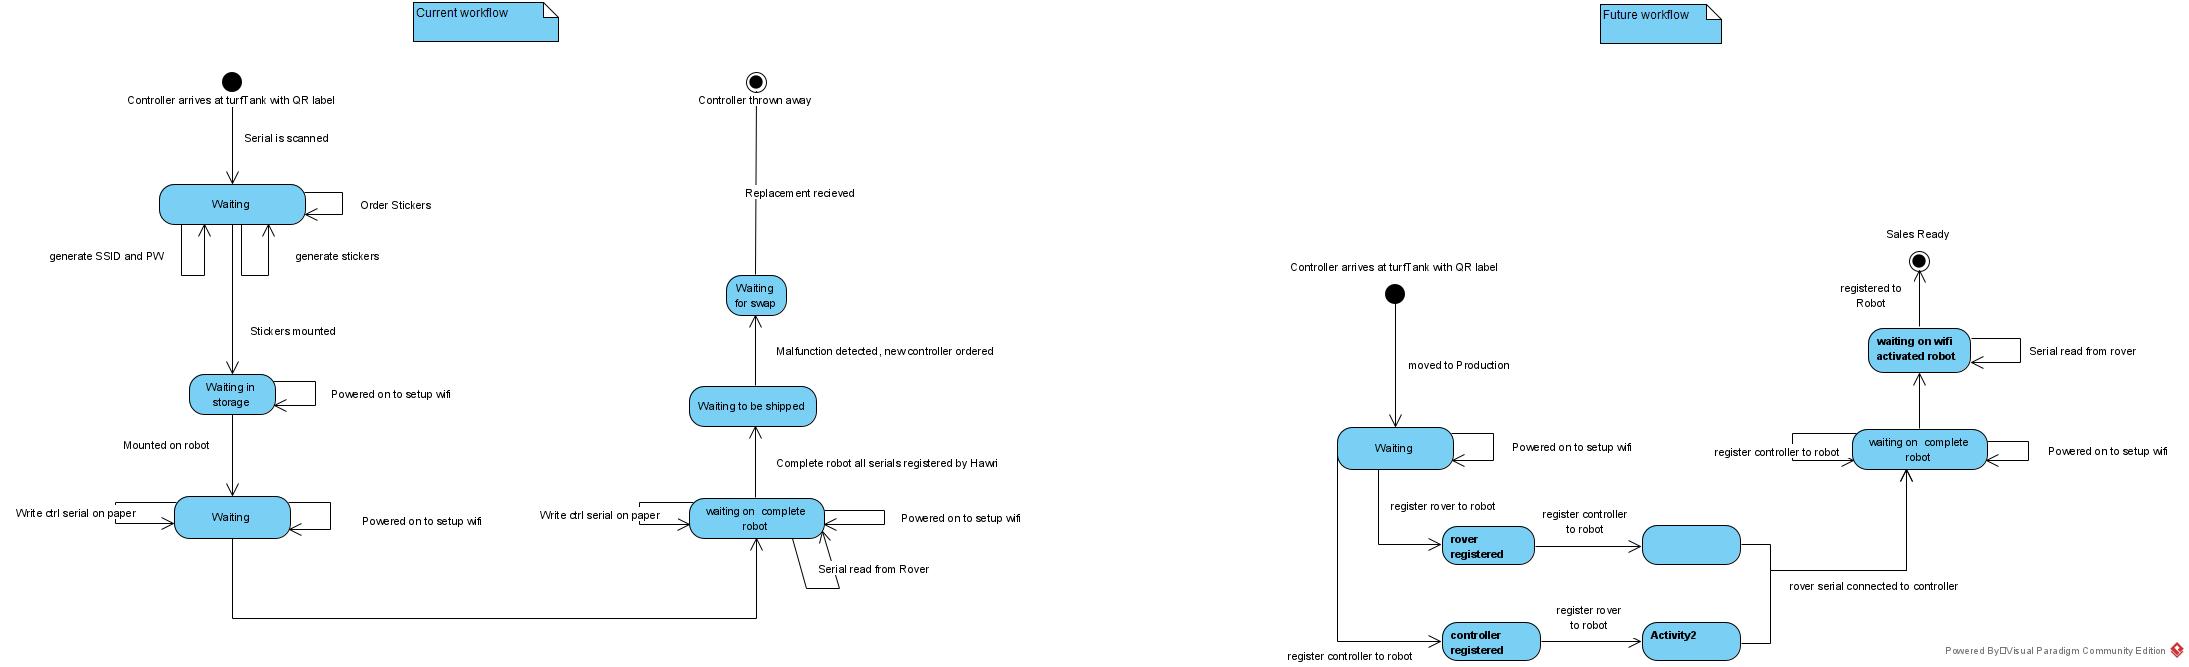 Current workflow
Controller arrives at turfTank with QR label
Serial is scanned
Waiting
Order Stickers
generate SSID and PW
generate stickers
Stickers mounted
Waiting in
storage
Powered on to setup wifi
Mounted on robot
Write ctrl serial on paper
Waiting
Powered on to setup wifi
Controller thrown away
Replacement recieved
Waiting
for swap
Malfunction detected, new controller ordered
Waiting to be shipped
Complete robot all serials registered by Hawri
Write ctrl serial on paper
waiting on complete
robot
Powered on to setup wifi
Serial read from Rover
Future workflow
Controller arrives at turfTank with QR label
moved to Production
Waiting
Powered on to setup wifi
register rover to robot
rover
registered
register controller
to robot
register controller to robot
controller
registered
register rover
to robot
Activity2
rover serial connected to controller
Sales Ready
registered to
Robot
waiting on wifi
activated robot
Serial read from rover
register controller to robot
waiting on complete
robot
Powered on to setup wifi
Powered By Visual Paradigm Community Edition